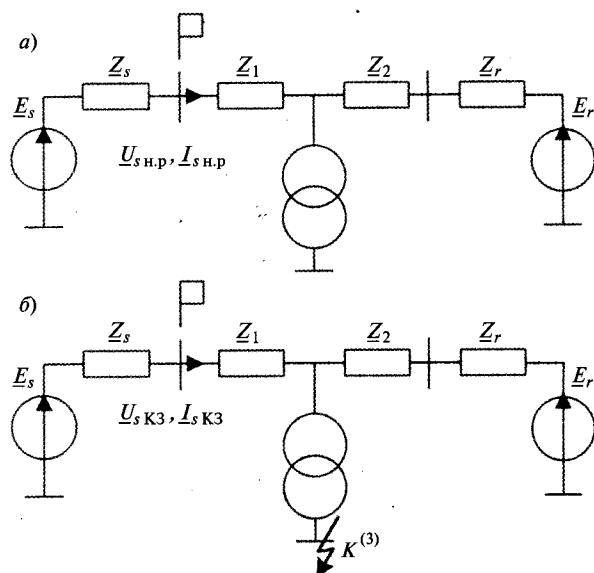 а)
Z_s Z_1 Z_2 Z_r
E_s E_r
U_s н.р, I_s н.р
б)
Z_s Z_1 Z_2 Z_r
E_s E_r
U_s КЗ, I_s КЗ
K^(3)